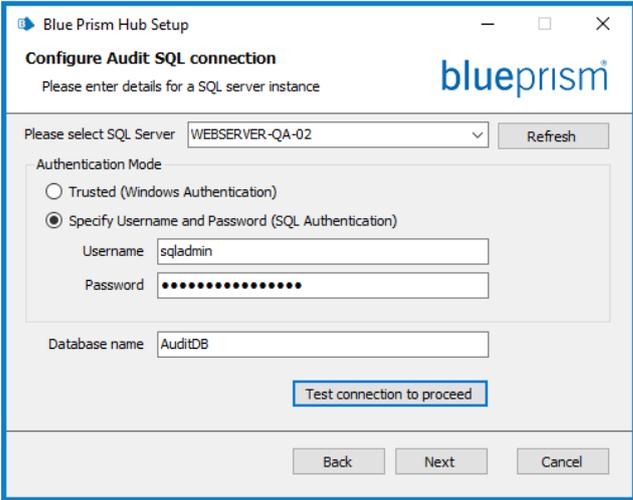 Blue Prism Hub Setup
Configure Audit SQL connection
Please enter details for a SQL server instance
blueprism®
Please select SQL Server WEBSERVER-QA-02 Refresh
Authentication Mode
Trusted (Windows Authentication)
Specify Username and Password (SQL Authentication)
Username sqladmin
Password ••••••••••••••••
Database name AuditDB
Test connection to proceed
Back Next Cancel